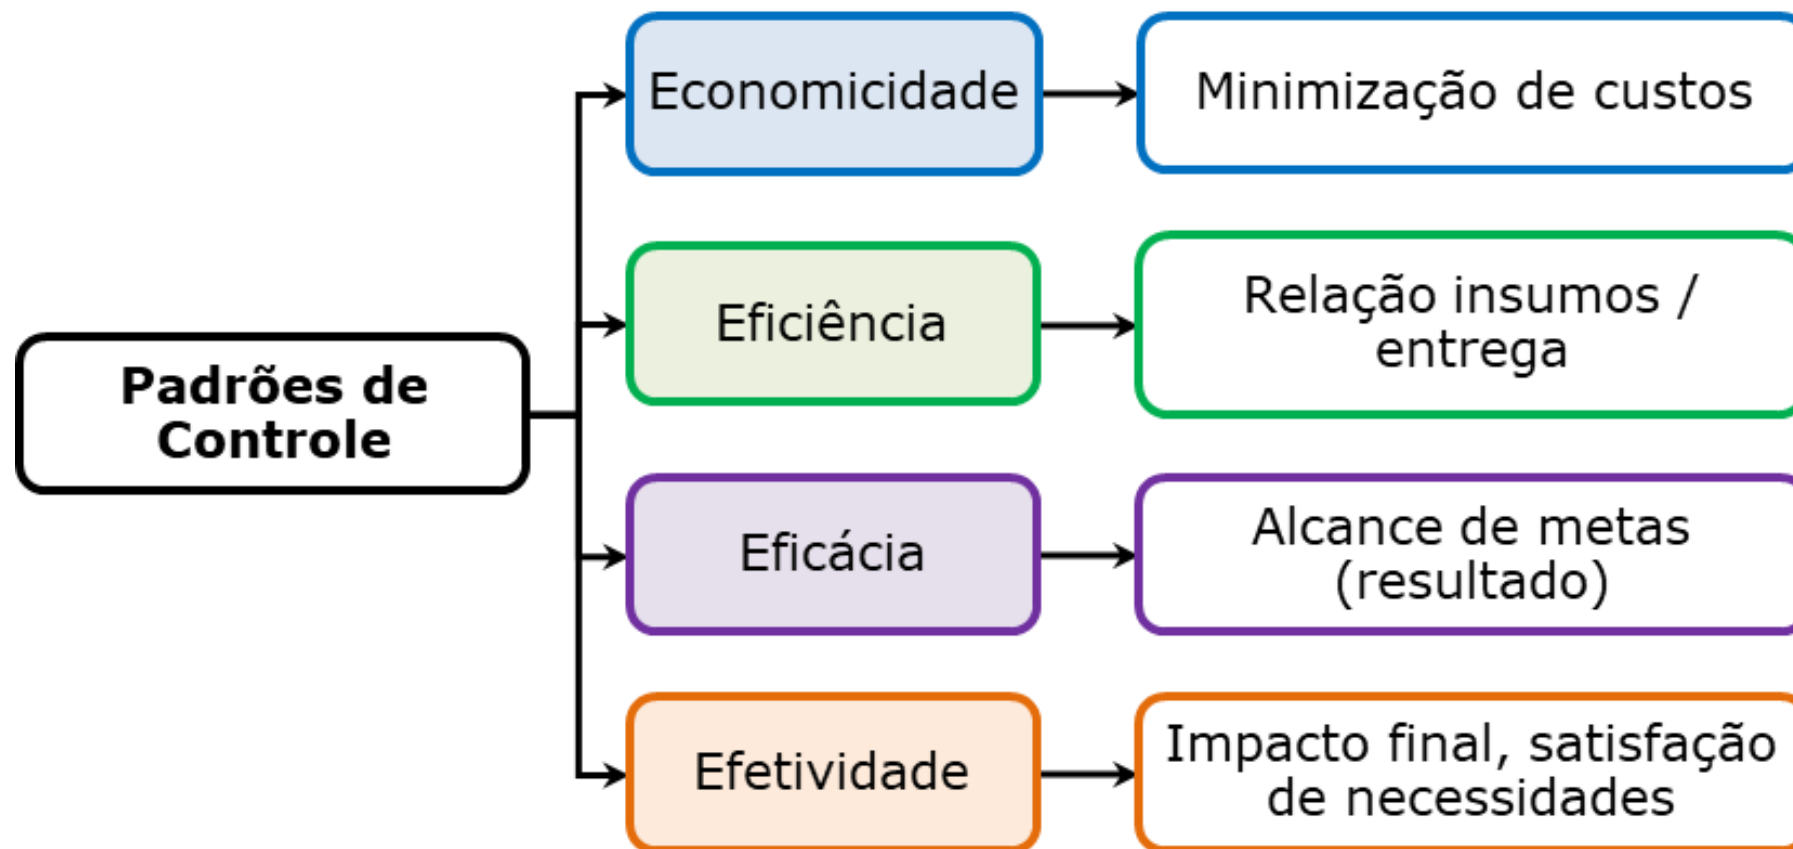 Padrões de
Controle
Economicidade
Minimização de custos
Eficiência
Relação insumos /
entrega
Eficácia
Alcance de metas
(resultado)
Efetividade
Impacto final, satisfação
de necessidades